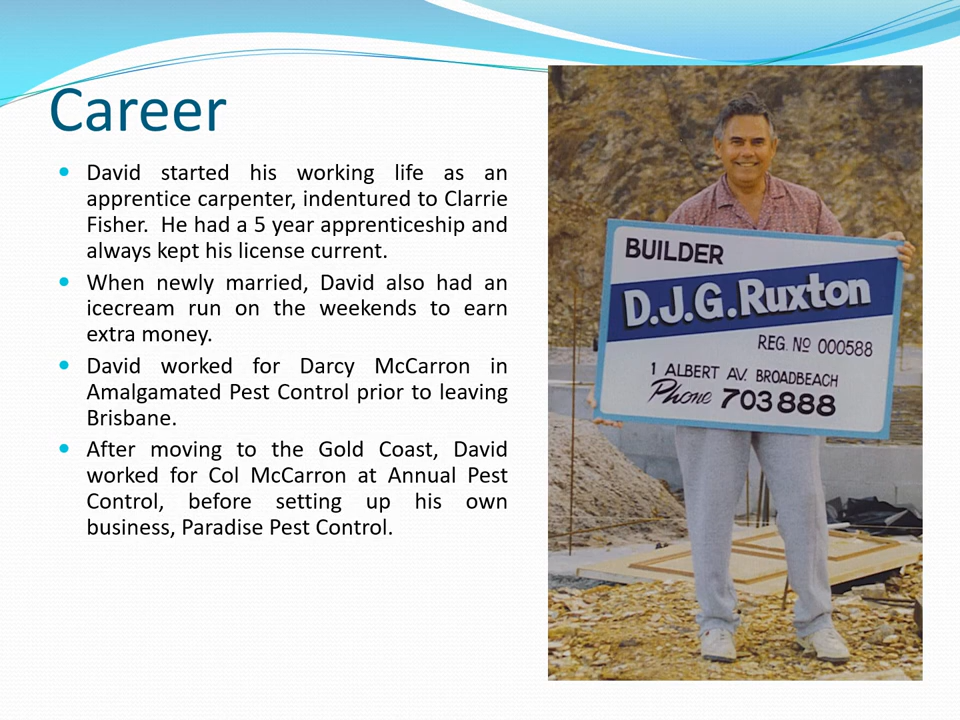 Career
David started his working life as an
apprentice carpenter, indentured to Clarrie
Fisher. He had a 5 year apprenticeship and
always kept his license current.
When newly married, David also had an
icecream run on the weekends to earn
extra money.
David worked for Darcy McCarron in
Amalgamated Pest Control prior to leaving
Brisbane.
After moving to the Gold Coast, David
worked for Col McCarron at Annual Pest
Control, before setting up his own
business, Paradise Pest Control.
BUILDER
D.J.G.Ruxton
REG. No 000588
1 ALBERT AV. BROADBEACH
Phone 703888